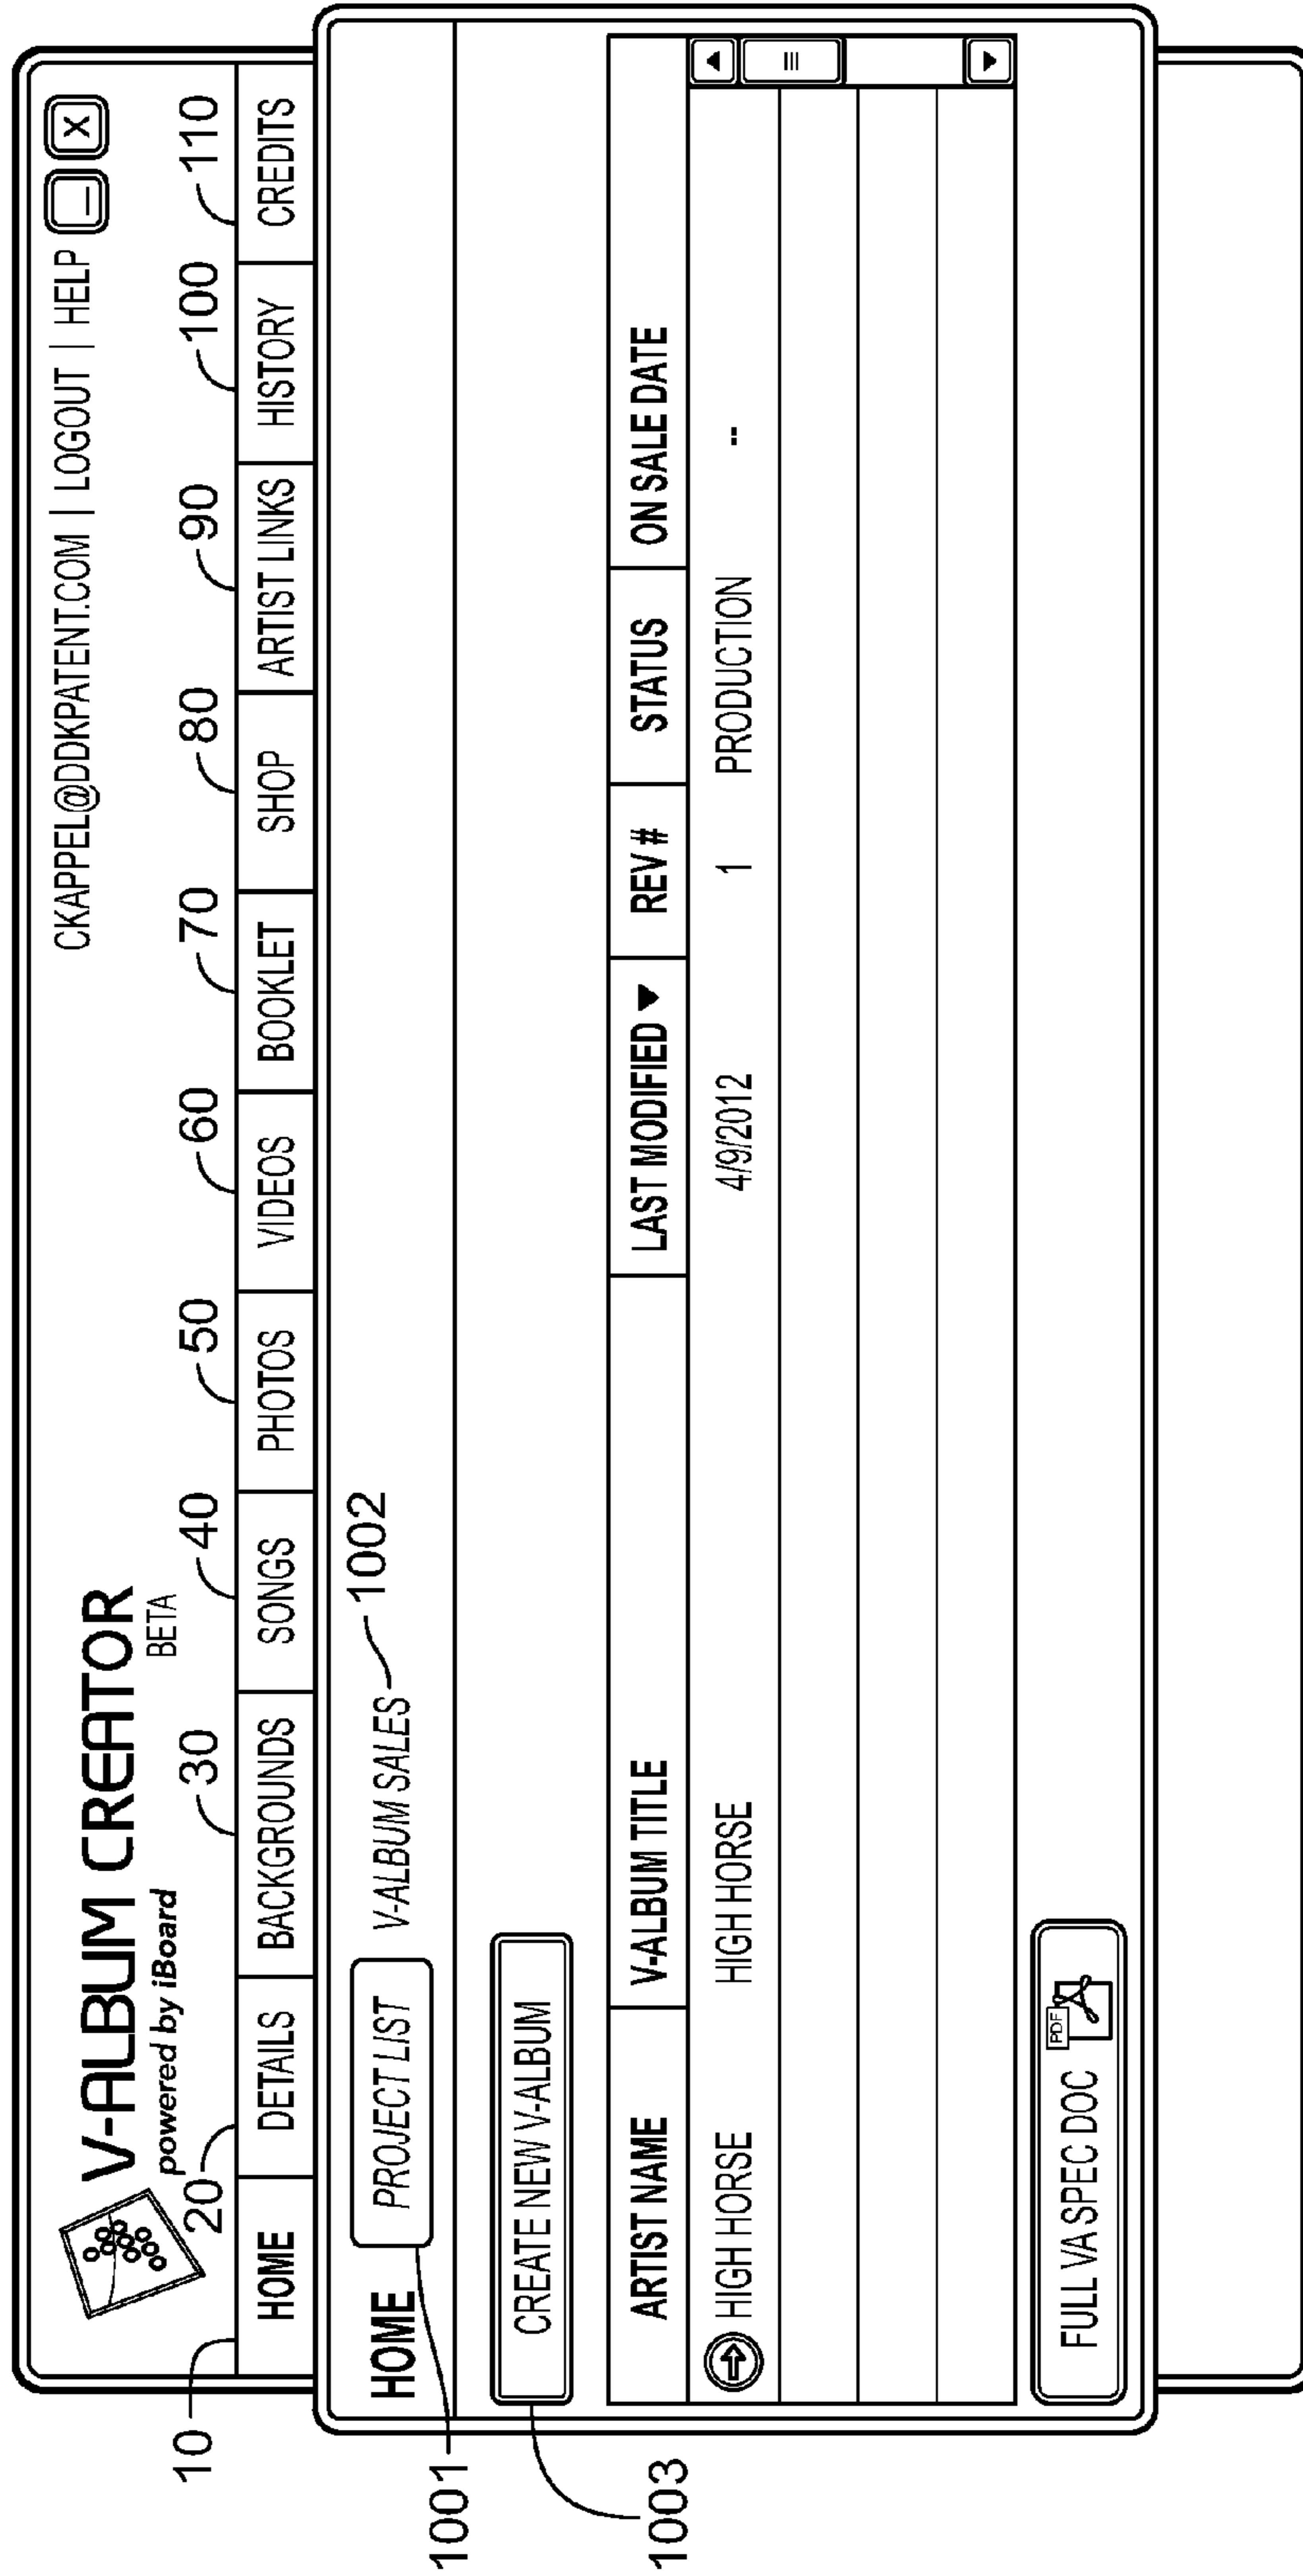 CKAPPEL@DDKPATENT.COM | LOGOUT | HELP _ X
V-ALBUM CREATOR
powered by iBoard BETA
10 20 30 40 50 60 70 80 90 100 110
HOME DETAILS BACKGROUNDS SONGS PHOTOS VIDEOS BOOKLET SHOP ARTIST LINKS HISTORY CREDITS
HOME PROJECT LIST V-ALBUM SALES 1002
1001
CREATE NEW V-ALBUM
1003
ARTIST NAME V-ALBUM TITLE LAST MODIFIED ▼ REV # STATUS ON SALE DATE
HIGH HORSE HIGH HORSE 4/9/2012 1 PRODUCTION --
FULL VA SPEC DOC PDF